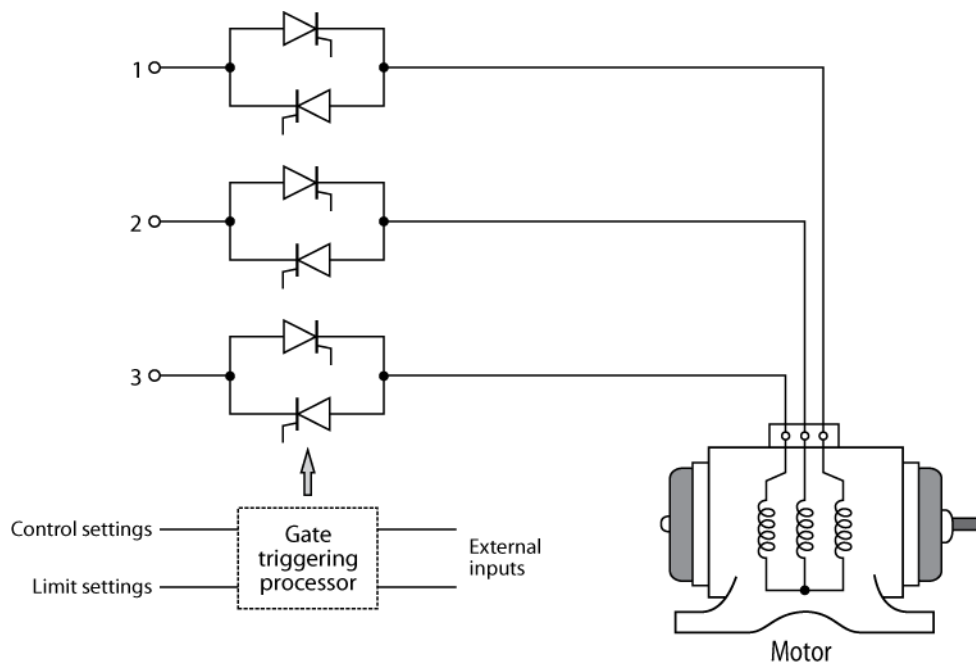 1
2
3
Control settings
Limit settings
Gate
triggering
processor
External
inputs
Motor